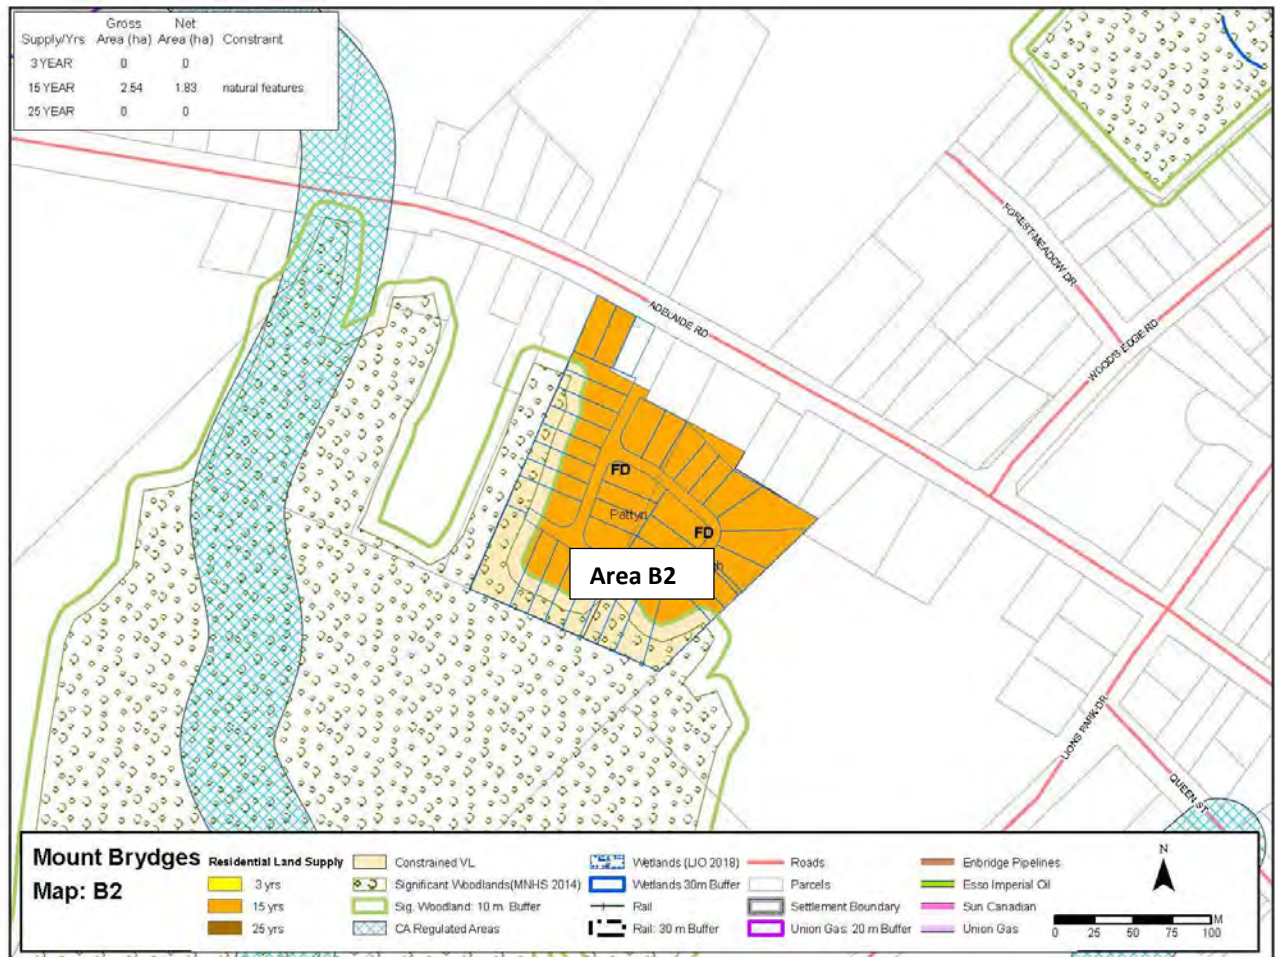 Gross Net
Supply/Yrs Area (ha) Area (ha) Constraint
3 YEAR 0 0
15 YEAR 2.54 1.83 natural features
25 YEAR 0 0
ADELAIDE RD
FOREST MEADOW DR
WOOD'S EDGE RD
FD
Pattyn
FD
Area B2
LIONS PARK DR
QUEEN ST
Mount Brydges
Map: B2
Residential Land Supply
3 yrs
15 yrs
25 yrs
Constrained VL
Significant Woodlands(MNHS 2014)
Sig. Woodland: 10 m. Buffer
CA Regulated Areas
Wetlands (LIO 2018)
Wetlands 30m Buffer
Rail
Rail: 30 m Buffer
Roads
Parcels
Settlement Boundary
Union Gas: 20 m Buffer
Enbridge Pipelines
Esso Imperial Oil
Sun Canadian
Union Gas
N
M
0 25 50 75 100